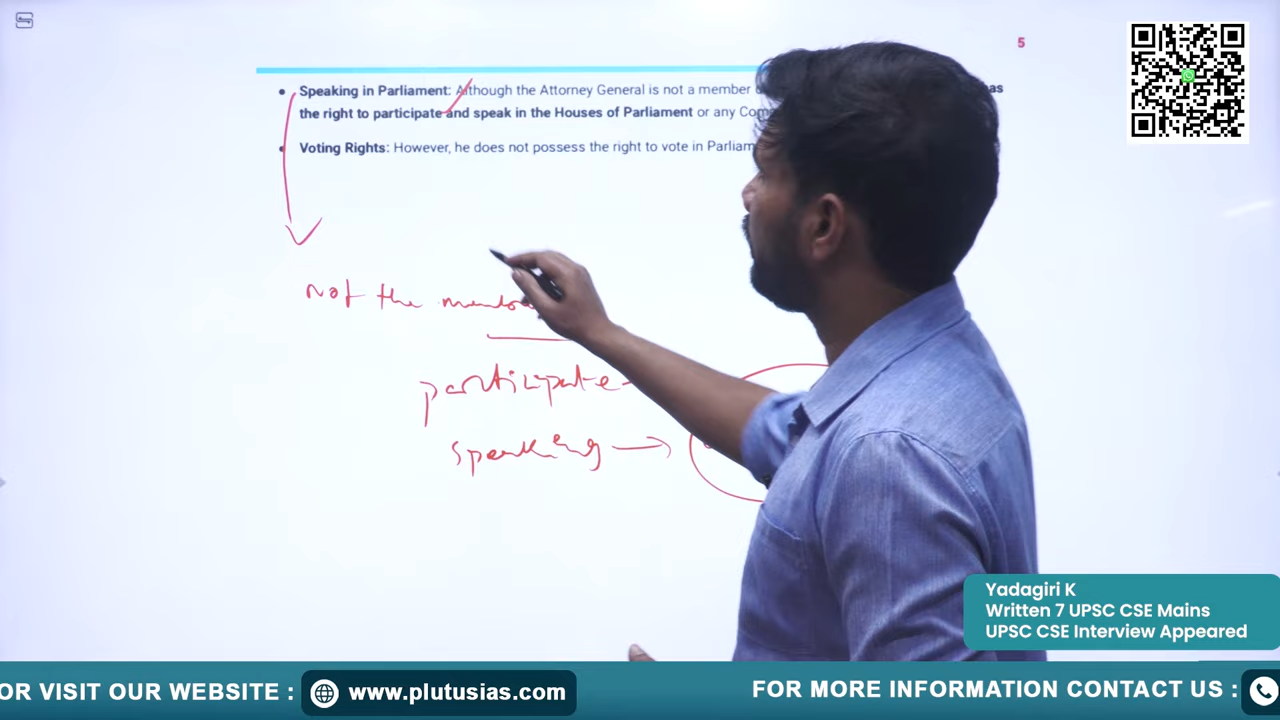 5
• Speaking in Parliament: Although the Attorney General is not a member as
the right to participate and speak in the Houses of Parliament or any Com
• Voting Rights: However, he does not possess the right to vote in Parliam
not the
participate
speaking →
Yadagiri K
Written 7 UPSC CSE Mains
UPSC CSE Interview Appeared
OR VISIT OUR WEBSITE : www.plutusias.com FOR MORE INFORMATION CONTACT US :